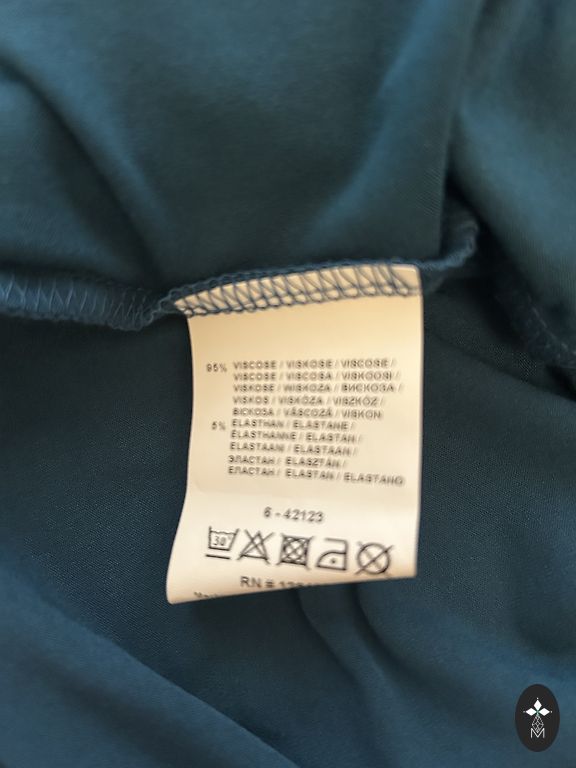 95% VISCOSE / VISKOSE / VISCOSE /
VISCOSE / VISCOSA / VISKOOSI /
VISKOSE / WISKOZA / ВИСКОЗА /
VISKOS / VISKÓZA / VISZKÓZ /
ВІСКОЗА / VÂSCOZĂ / VISKON
5% ELASTHAN / ELASTANE /
ÉLASTHANNE / ELASTAN /
ELASTAANI / ELASTAAN /
ЭЛАСТАН / ELASZTÁN /
ЕЛАСТАН / ELASTAN / ELASTANO
6 - 42123
30°
RN #
M